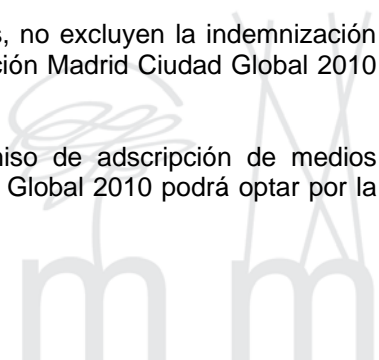 s, no excluyen la indemnización
ción Madrid Ciudad Global 2010
niso de adscripción de medios
Global 2010 podrá optar por la